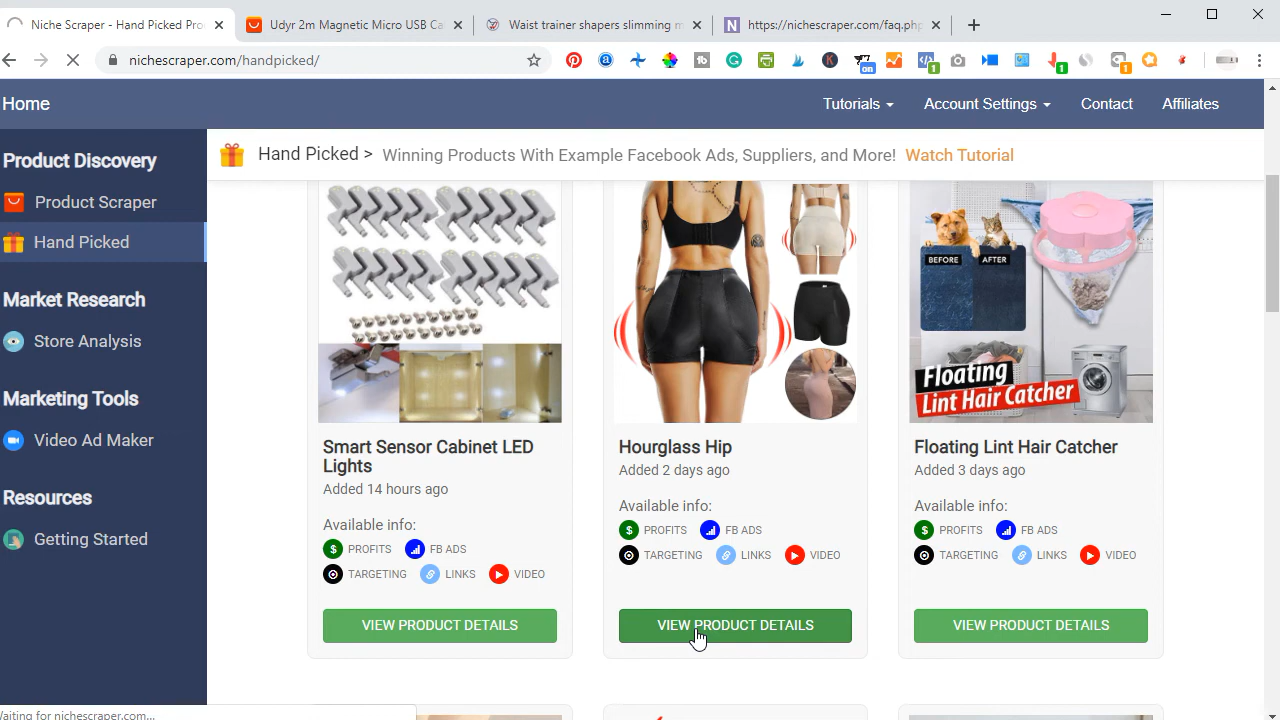 Niche Scraper - Hand Picked Pro
Udyr 2m Magnetic Micro USB Ca
Waist trainer shapers slimming m
https://nichescraper.com/faq.php
nichescraper.com/handpicked/
Home
Tutorials
Account Settings
Contact
Affiliates
Hand Picked >
Winning Products With Example Facebook Ads, Suppliers, and More!
Watch Tutorial
Product Discovery
Product Scraper
Hand Picked
Market Research
Store Analysis
Marketing Tools
Video Ad Maker
Resources
Getting Started
Smart Sensor Cabinet LED
Lights
Added 14 hours ago
Available info:
PROFITS FB ADS
TARGETING LINKS VIDEO
VIEW PRODUCT DETAILS
Hourglass Hip
Added 2 days ago
Available info:
PROFITS FB ADS
TARGETING LINKS VIDEO
VIEW PRODUCT DETAILS
BEFORE AFTER
Floating
Lint Hair Catcher
Floating Lint Hair Catcher
Added 3 days ago
Available info:
PROFITS FB ADS
TARGETING LINKS VIDEO
VIEW PRODUCT DETAILS
Waiting for nichescraper.com...